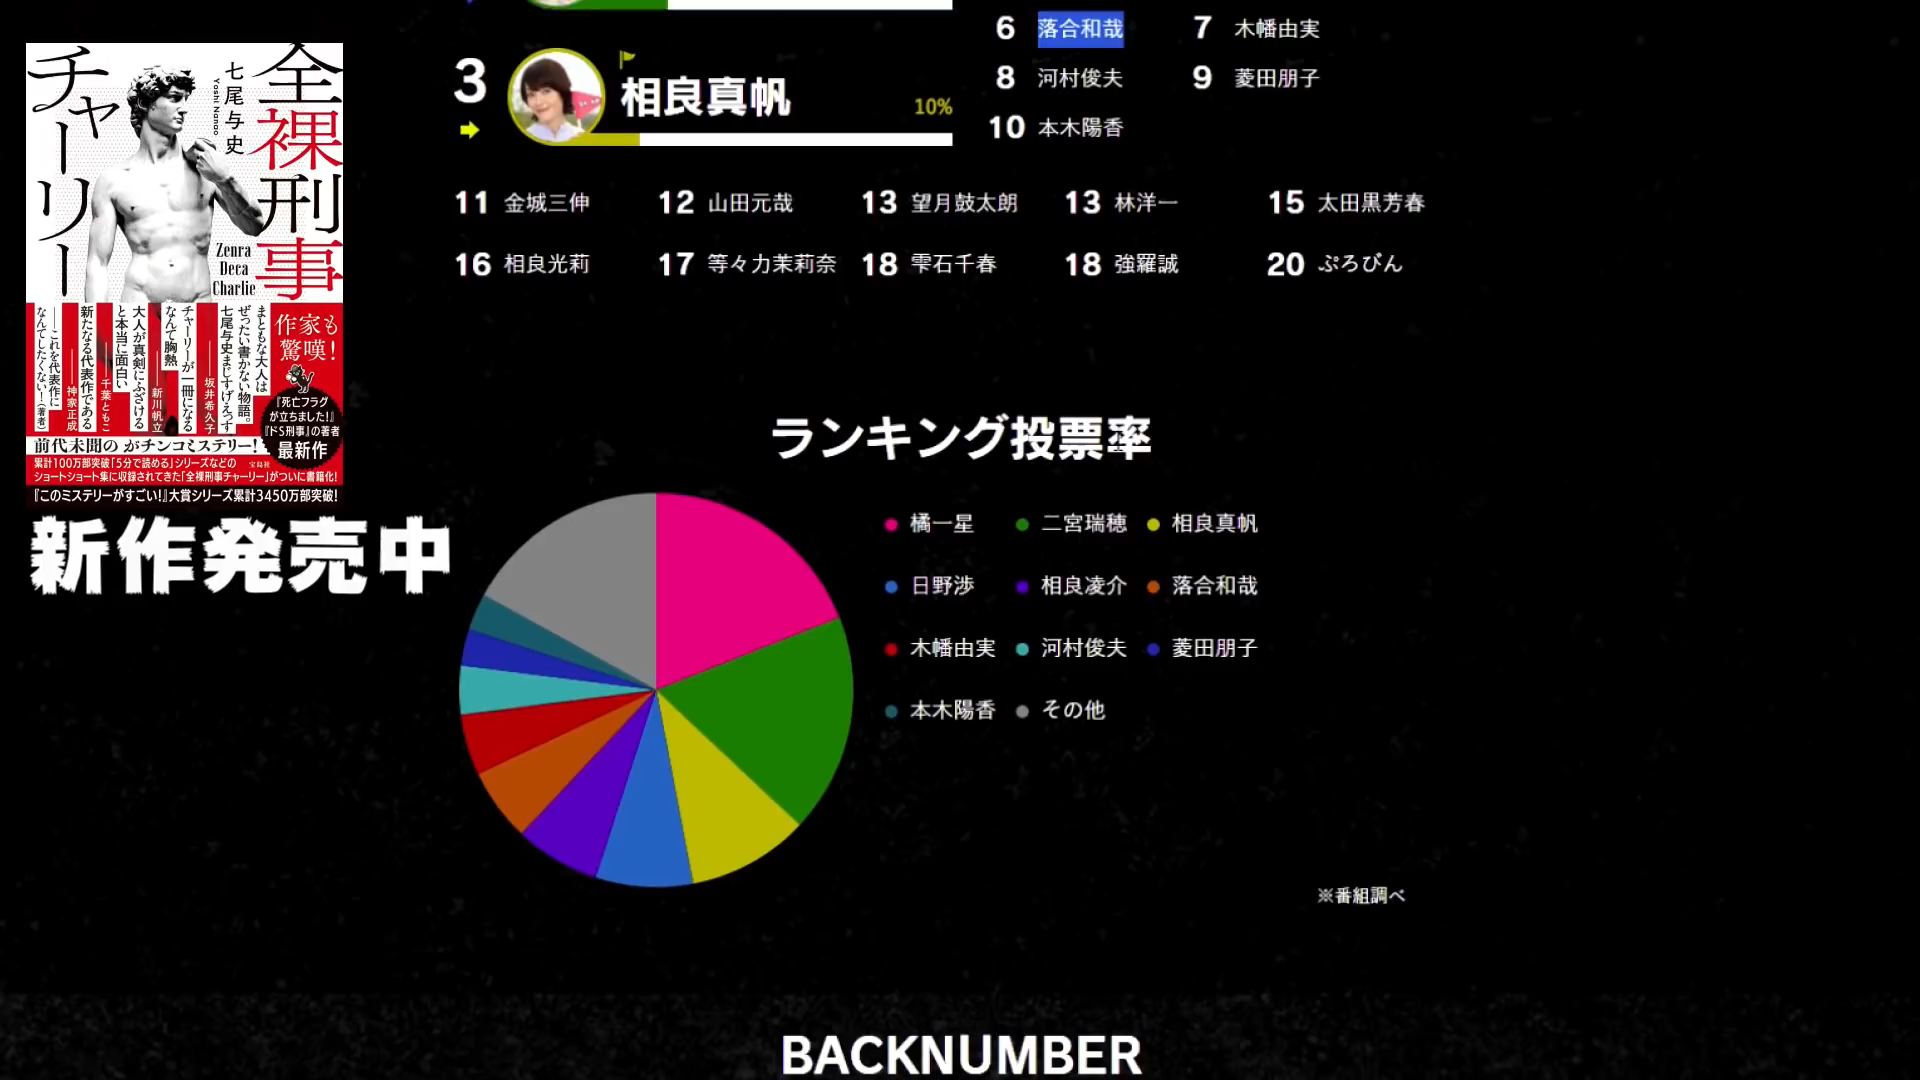 全裸刑事
チャーリー
七尾与史
Yoshi Nanao
Zenra
Deca
Charlie
作家も
驚嘆!
まともな大人は
ぜったい書かない物語。
七尾与史まじすげえっす
──坂井希久子
チャーリーが一冊になる
なんて胸熱
──新川帆立
大人が真剣にふざける
と本当に面白い
──千葉ともこ
新たなる代表作である
──神家正成
──これを代表作に
なんてしたくない!(著者)
『死亡フラグ
が立ちました!』
『ドS刑事』の著者
最新作
前代未聞の がチンコミステリー!
累計100万部突破「5分で読める」シリーズなどの
宝島社
ショートショート集に収録されてきた「全裸刑事チャーリー」がついに書籍化!
『このミステリーがすごい!』大賞シリーズ累計3450万部突破!
新作発売中
3 相良真帆 10%
6 落合和哉 7 木幡由実
8 河村俊夫 9 菱田朋子
10 本木陽香
11 金城三伸 12 山田元哉 13 望月鼓太朗 13 林洋一 15 太田黒芳春
16 相良光莉 17 等々力茉莉奈 18 雫石千春 18 強羅誠 20 ぷろびん
ランキング投票率
橘一星 二宮瑞穂 相良真帆
日野渉 相良凌介 落合和哉
木幡由実 河村俊夫 菱田朋子
本木陽香 その他
※番組調べ
BACKNUMBER